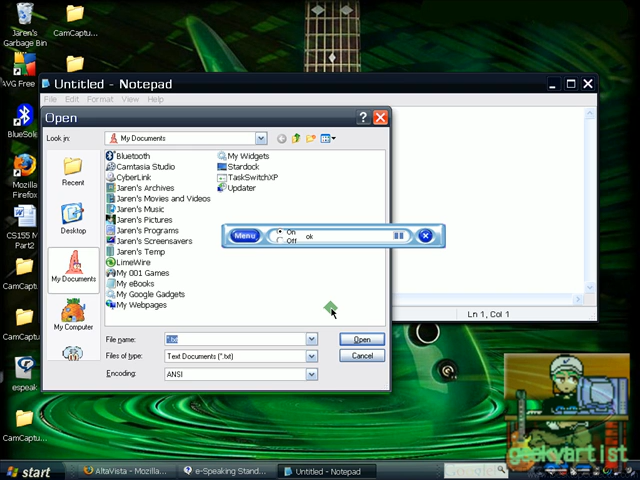 Jaren's
Garbage Bin
CamCaptu...
AVG Free
BlueSole
Mozilla
Firefox
CS155 M
Part2
CamCaptu
CamCaptu
espeak
CamCaptu...
Untitled - Notepad
File Edit Format View Help
Open
Look in: My Documents
Recent
Desktop
My Documents
My Computer
Bluetooth
Camtasia Studio
CyberLink
Jaren's Archives
Jaren's Movies and Videos
Jaren's Music
Jaren's Pictures
Jaren's Programs
Jaren's Screensavers
Jaren's Temp
LimeWire
My 001 Games
My eBooks
My Google Gadgets
My Webpages
My Widgets
Stardock
TaskSwitchXP
Updater
Menu On ok
Off
File name: *.txt Open
Files of type: Text Documents (*.txt) Cancel
Encoding: ANSI
Ln 1, Col 1
geekyartist
start AltaVista - Mozilla... e-Speaking Stand... Untitled - Notepad